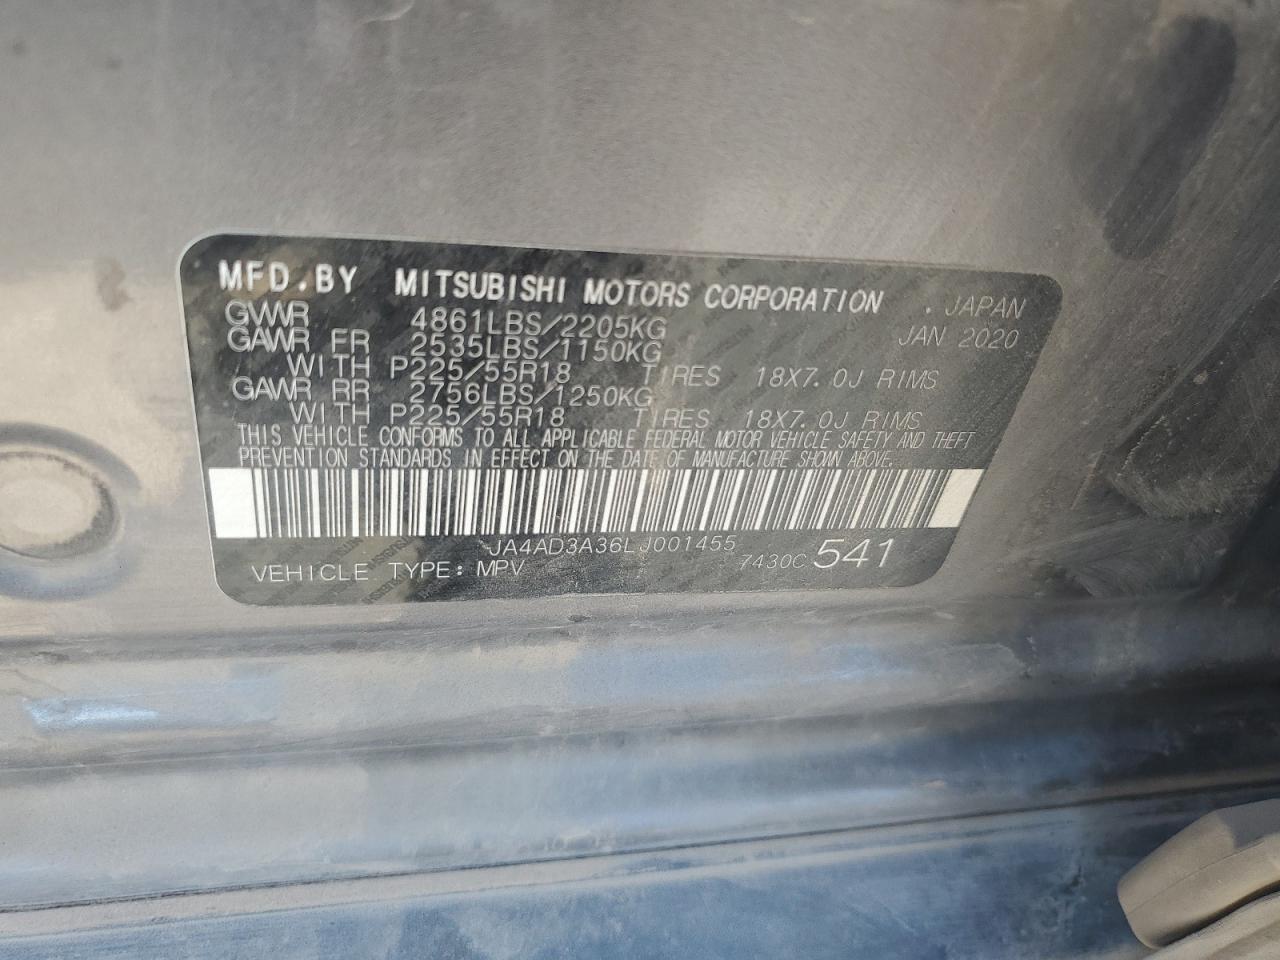 MFD.BY MITSUBISHI MOTORS CORPORATION . JAPAN
GVWR 4861LBS/2205KG JAN 2020
GAWR FR 2535LBS/1150KG
WITH P225/55R18 TIRES 18X7.0J RIMS
GAWR RR 2756LBS/1250KG
WITH P225/55R18 TIRES 18X7.0J RIMS
THIS VEHICLE CONFORMS TO ALL APPLICABLE FEDERAL MOTOR VEHICLE SAFETY AND THEFT
PREVENTION STANDARDS IN EFFECT ON THE DATE OF MANUFACTURE SHOWN ABOVE.
JA4AD3A36LJ001455
VEHICLE TYPE: MPV 7430C 541